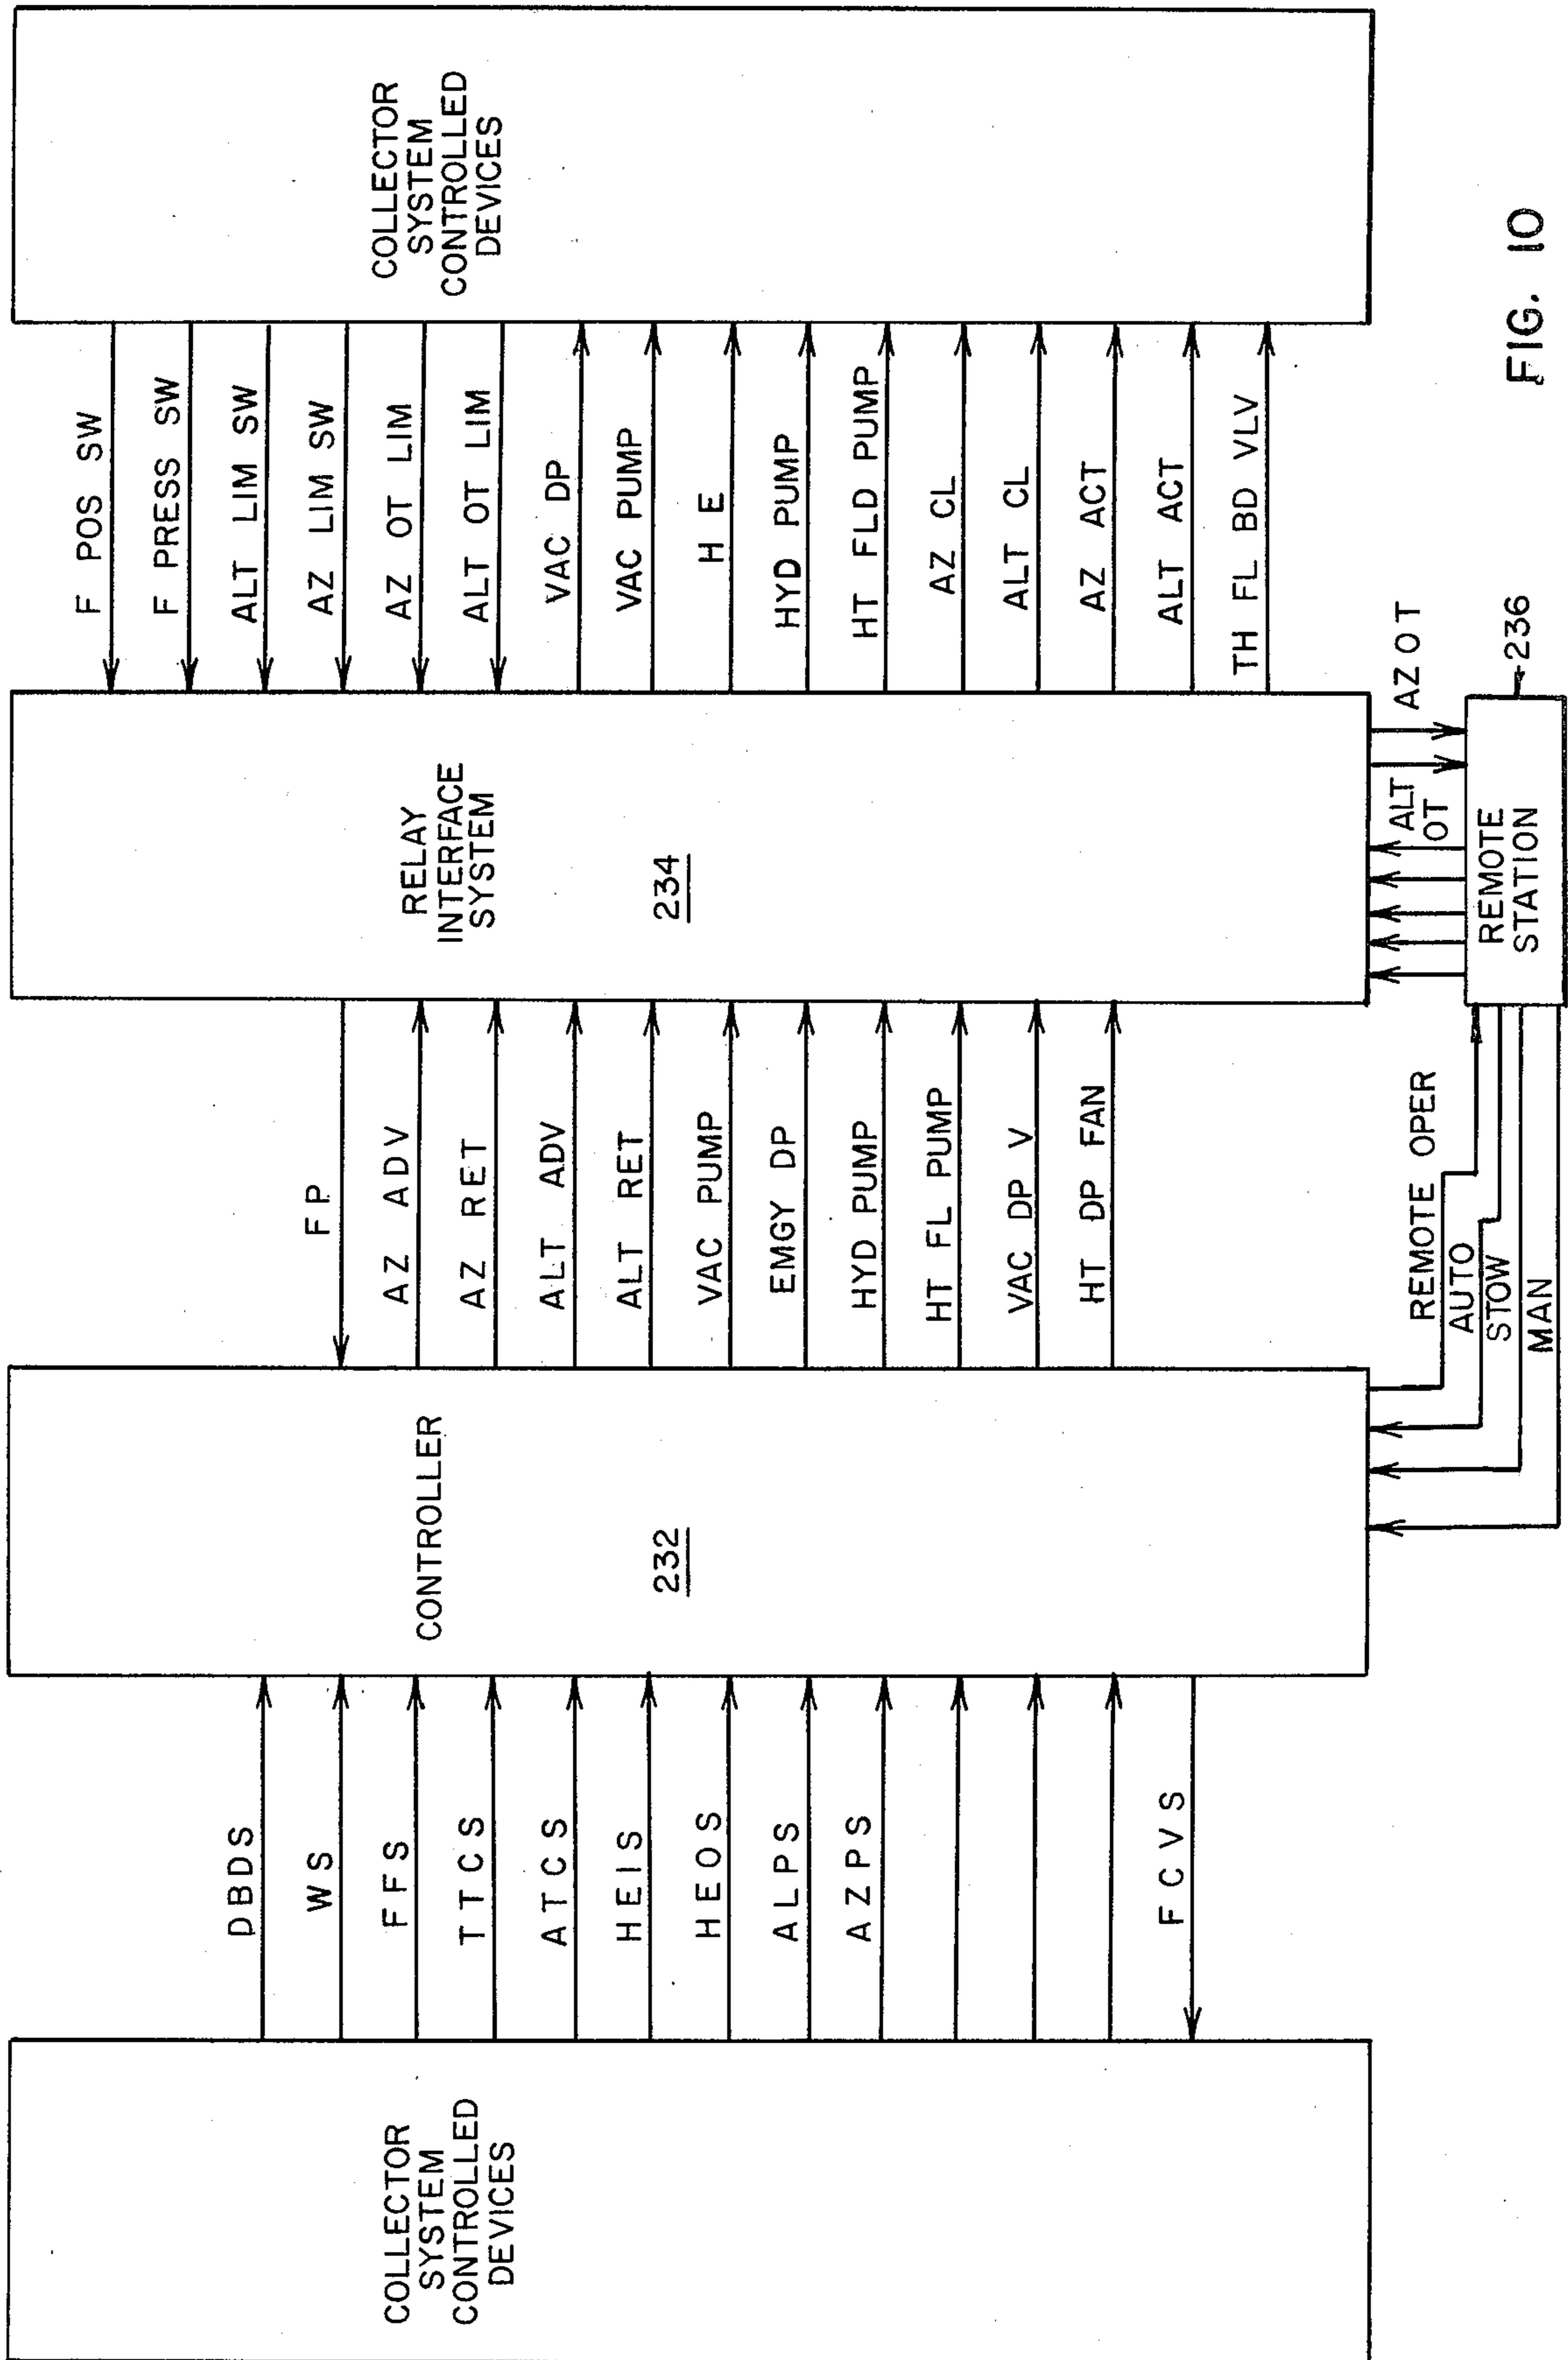 COLLECTOR
SYSTEM
CONTROLLED
DEVICES
DBDS
WS
FFS
TTCS
ATCS
HEIS
HEOS
ALPS
AZPS
FCVS
CONTROLLER
232
FP
AZ ADV
AZ RET
ALT ADV
ALT RET
VAC PUMP
EMGY DP
HYD PUMP
HT FL PUMP
VAC DP V
HT DP FAN
REMOTE OPER
AUTO
STOW
MAN
RELAY
INTERFACE
SYSTEM
234
ALT
OT
AZOT
REMOTE
STATION
236
F POS SW
F PRESS SW
ALT LIM SW
AZ LIM SW
AZ OT LIM
ALT OT LIM
VAC DP
VAC PUMP
H E
HYD PUMP
HT FLD PUMP
AZ CL
ALT CL
AZ ACT
ALT ACT
TH FL BD VLV
COLLECTOR
SYSTEM
CONTROLLED
DEVICES
FIG. 10